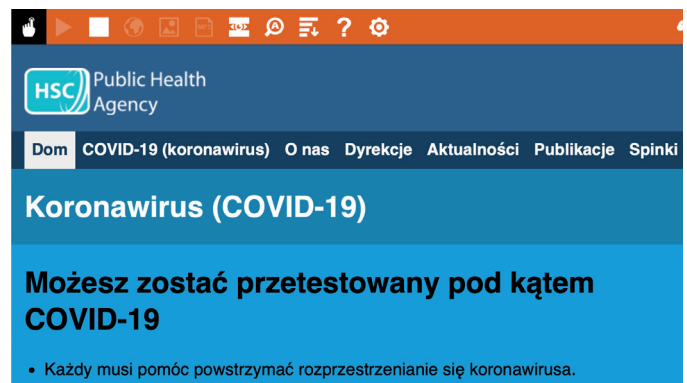 HSC Public Health
Agency
Dom COVID-19 (koronawirus) O nas Dyrekcje Aktualności Publikacje Spinki
Koronawirus (COVID-19)
Możesz zostać przetestowany pod kątem
COVID-19
• Każdy musi pomóc powstrzymać rozprzestrzenianie się koronawirusa.